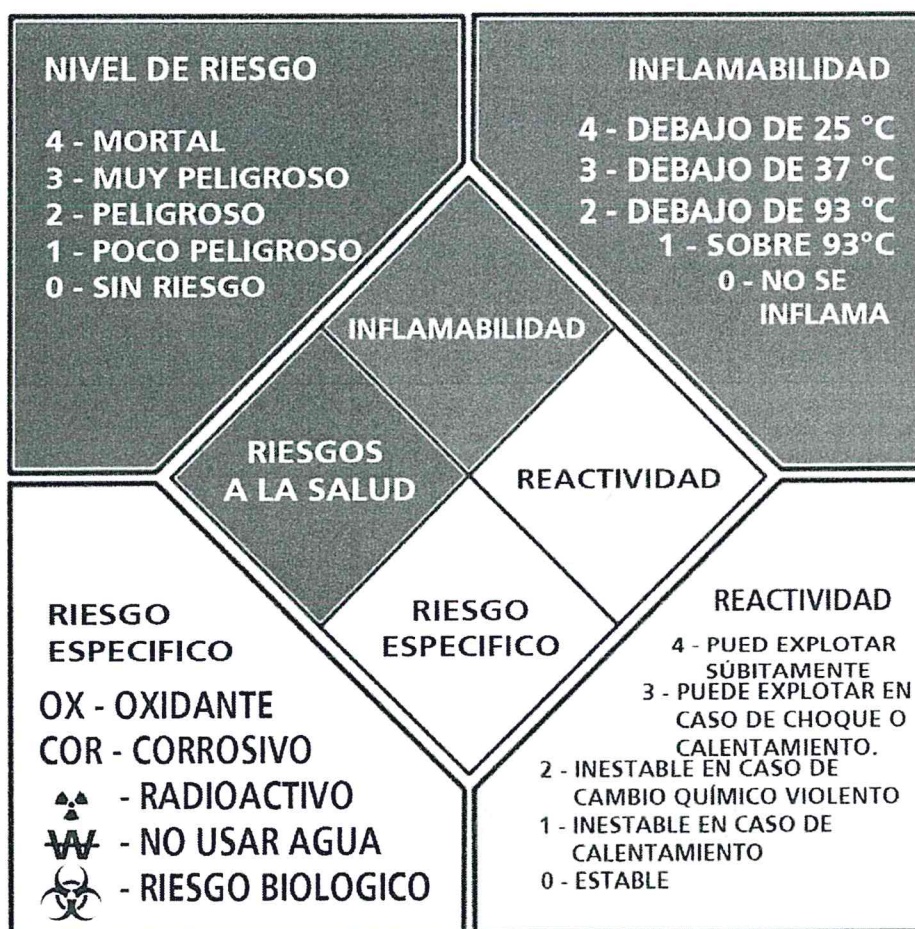 NIVEL DE RIESGO
4 - MORTAL
3 - MUY PELIGROSO
2 - PELIGROSO
1 - POCO PELIGROSO
0 - SIN RIESGO
INFLAMABILIDAD
4 - DEBAJO DE 25 °C
3 - DEBAJO DE 37 °C
2 - DEBAJO DE 93 °C
1 - SOBRE 93°C
0 - NO SE
INFLAMA
INFLAMABILIDAD
RIESGOS
A LA SALUD
REACTIVIDAD
RIESGO
ESPECIFICO
RIESGO
ESPECIFICO
OX - OXIDANTE
COR - CORROSIVO
- RADIOACTIVO
W - NO USAR AGUA
- RIESGO BIOLOGICO
REACTIVIDAD
4 - PUED EXPLOTAR
SÚBITAMENTE
3 - PUEDE EXPLOTAR EN
CASO DE CHOQUE O
CALENTAMIENTO.
2 - INESTABLE EN CASO DE
CAMBIO QUÍMICO VIOLENTO
1 - INESTABLE EN CASO DE
CALENTAMIENTO
0 - ESTABLE